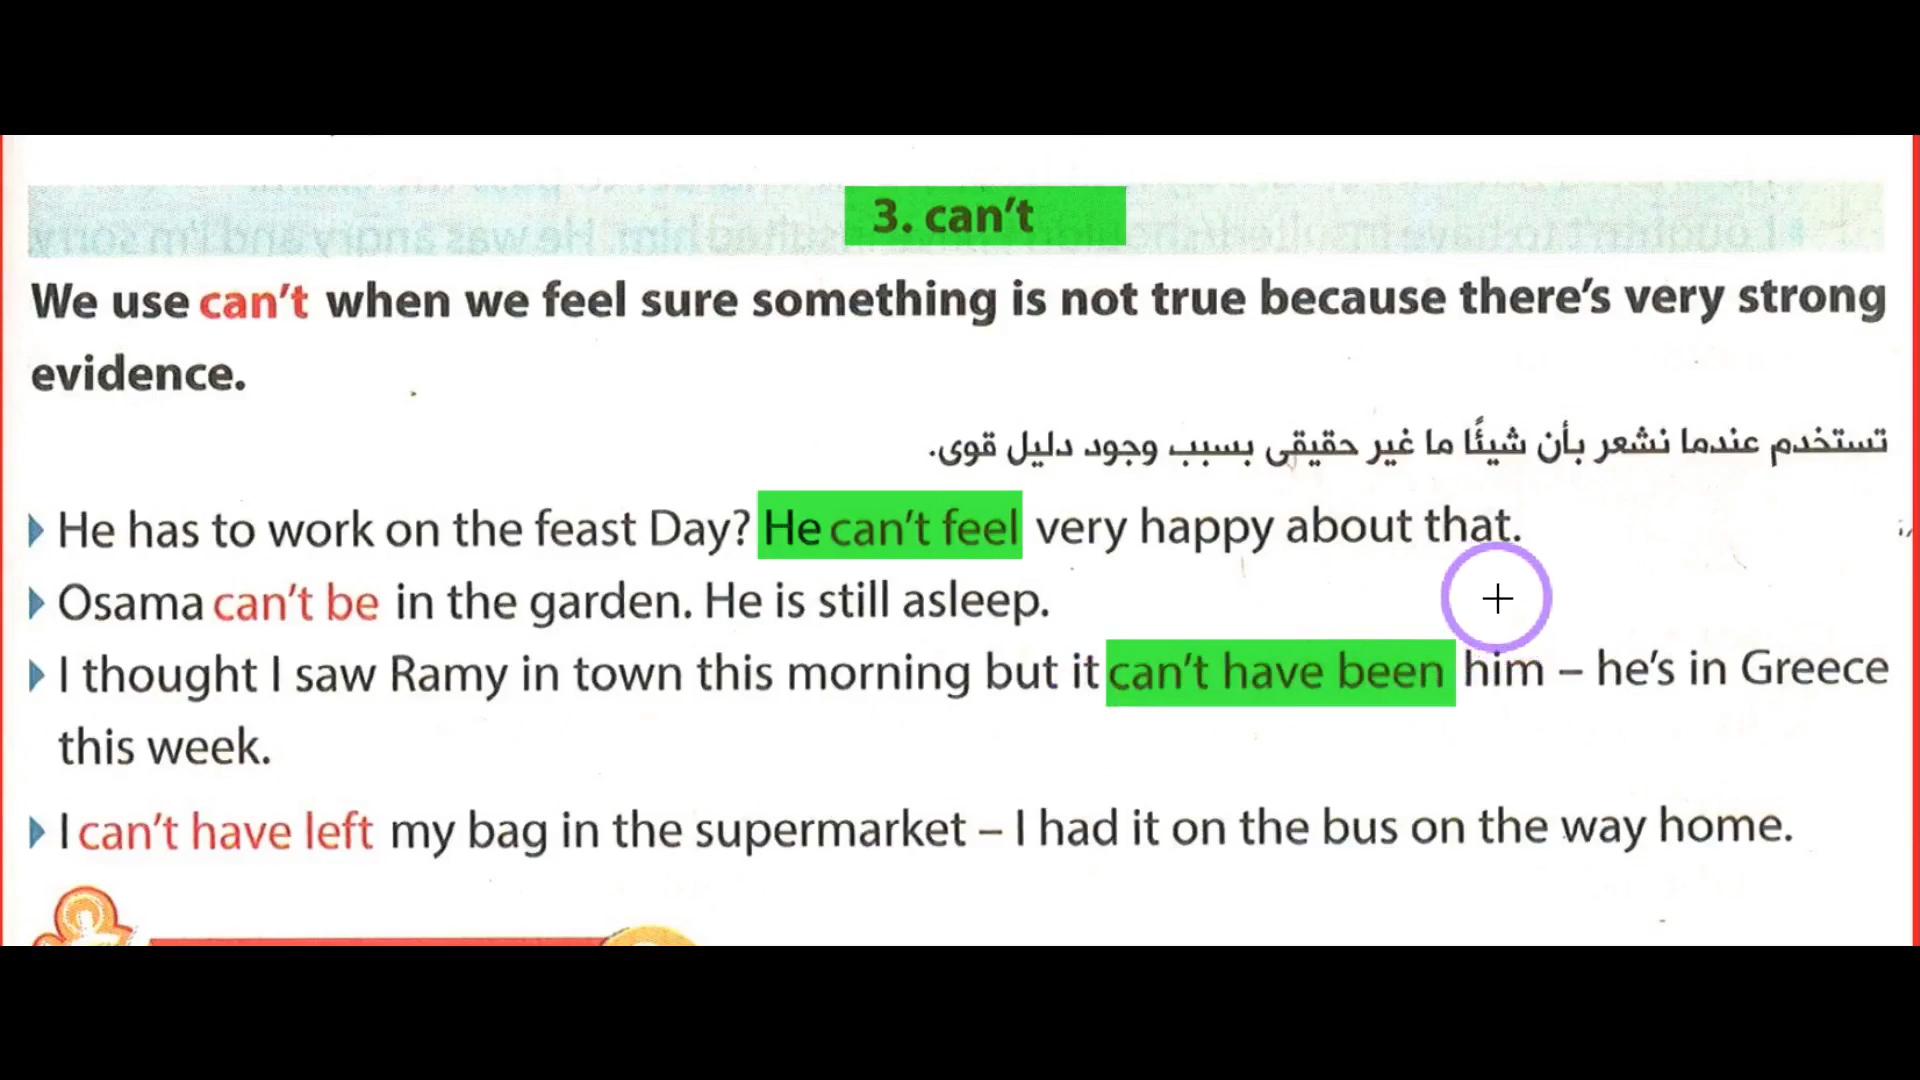 3. can't
We use can't when we feel sure something is not true because there's very strong
evidence.
تستخدم عندما نشعر بأن شيئًا ما غير حقيقى بسبب وجود دليل قوى.
He has to work on the feast Day? He can't feel very happy about that.
Osama can't be in the garden. He is still asleep.
I thought I saw Ramy in town this morning but it can't have been him – he's in Greece
this week.
I can't have left my bag in the supermarket – I had it on the bus on the way home.